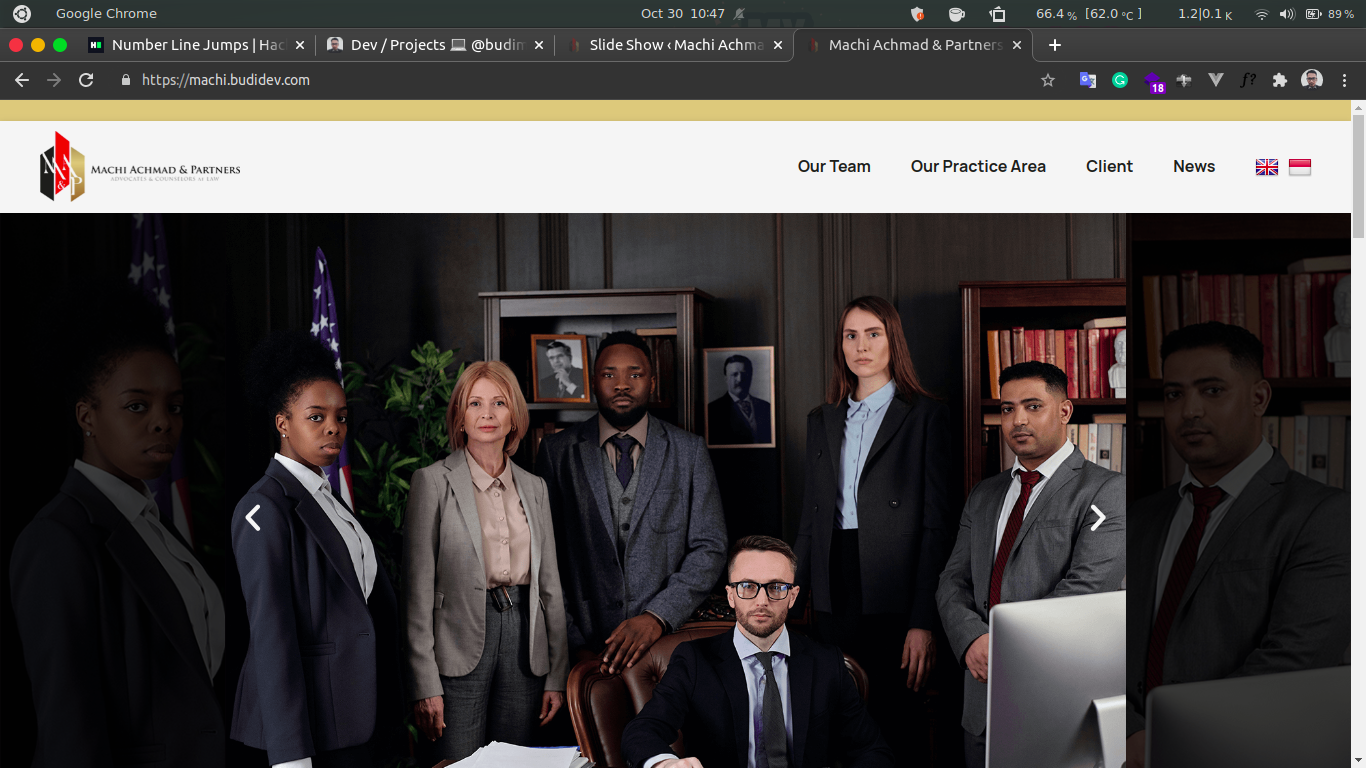 Google Chrome
Oct 30 10:47
66.4 % [62.0 °C ]
1.2|0.1 K
89 %
Number Line Jumps | Hac
Dev / Projects 💻 @budim
Slide Show ‹ Machi Achma
Machi Achmad & Partners
https://machi.budidev.com
18
f?
MA
&P
MACHI ACHMAD & PARTNERS
ADVOCATES & COUNSELORS AT LAW
Our Team
Our Practice Area
Client
News